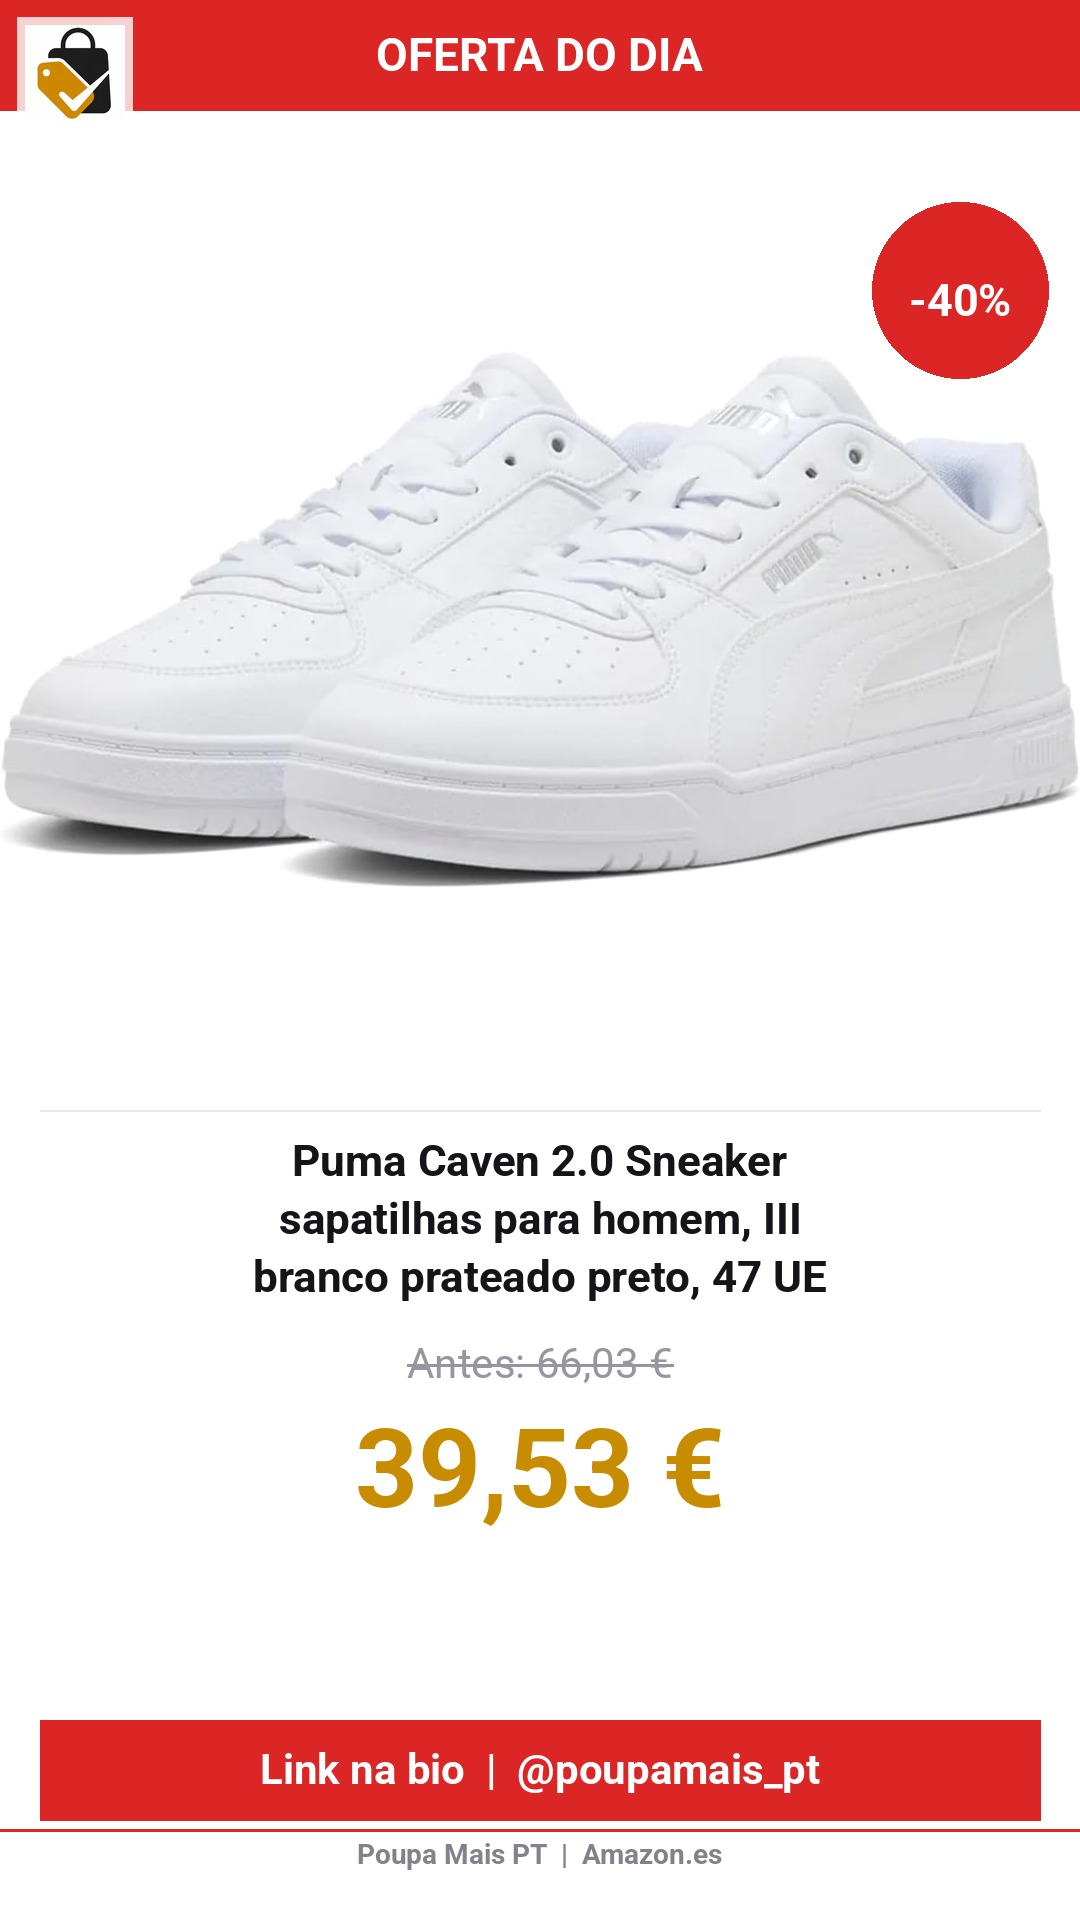 OFERTA DO DIA
-40%
PUMA
Puma Caven 2.0 Sneaker
sapatilhas para homem, III
branco prateado preto, 47 UE
Antes: 66,03 €
39,53 €
Link na bio | @poupamais_pt
Poupa Mais PT | Amazon.es